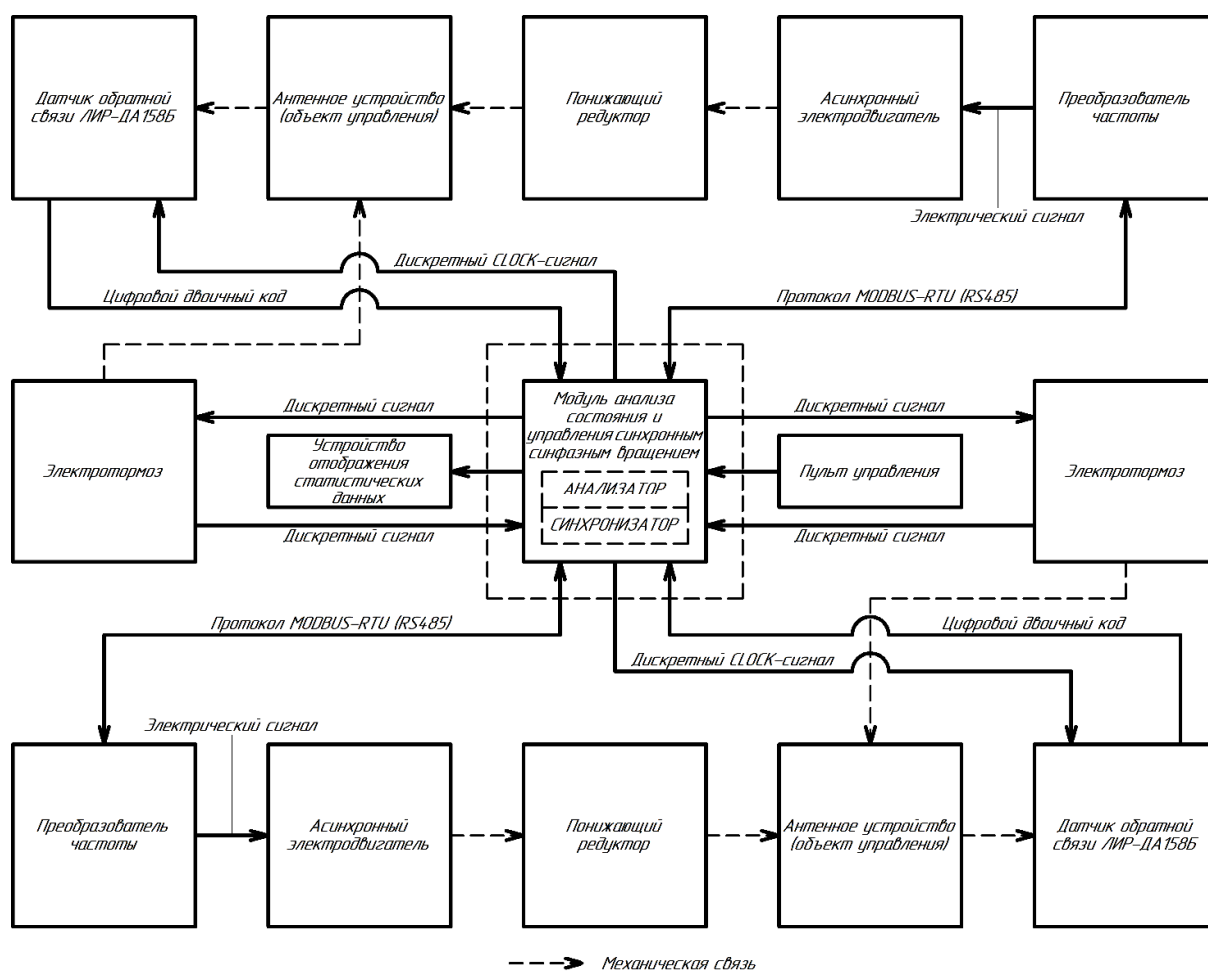 Датчик обратной
связи ЛИР-ДА158Б
Антенное устройство
(объект управления)
Понижающий
редуктор
Асинхронный
электродвигатель
Преобразователь
частоты
Электрический сигнал
Дискретный CLOCK-сигнал
Цифровой двоичный код
Протокол MODBUS-RTU (RS485)
Электротормоз
Дискретный сигнал
Устройство
отображения
статистических
данных
Дискретный сигнал
Модуль анализа
состояния и
управления синхронным
синфазным вращением
АНАЛИЗАТОР
СИНХРОНИЗАТОР
Дискретный сигнал
Пульт управления
Дискретный сигнал
Электротормоз
Протокол MODBUS-RTU (RS485)
Цифровой двоичный код
Дискретный CLOCK-сигнал
Электрический сигнал
Преобразователь
частоты
Асинхронный
электродвигатель
Понижающий
редуктор
Антенное устройство
(объект управления)
Датчик обратной
связи ЛИР-ДА158Б
Механическая связь